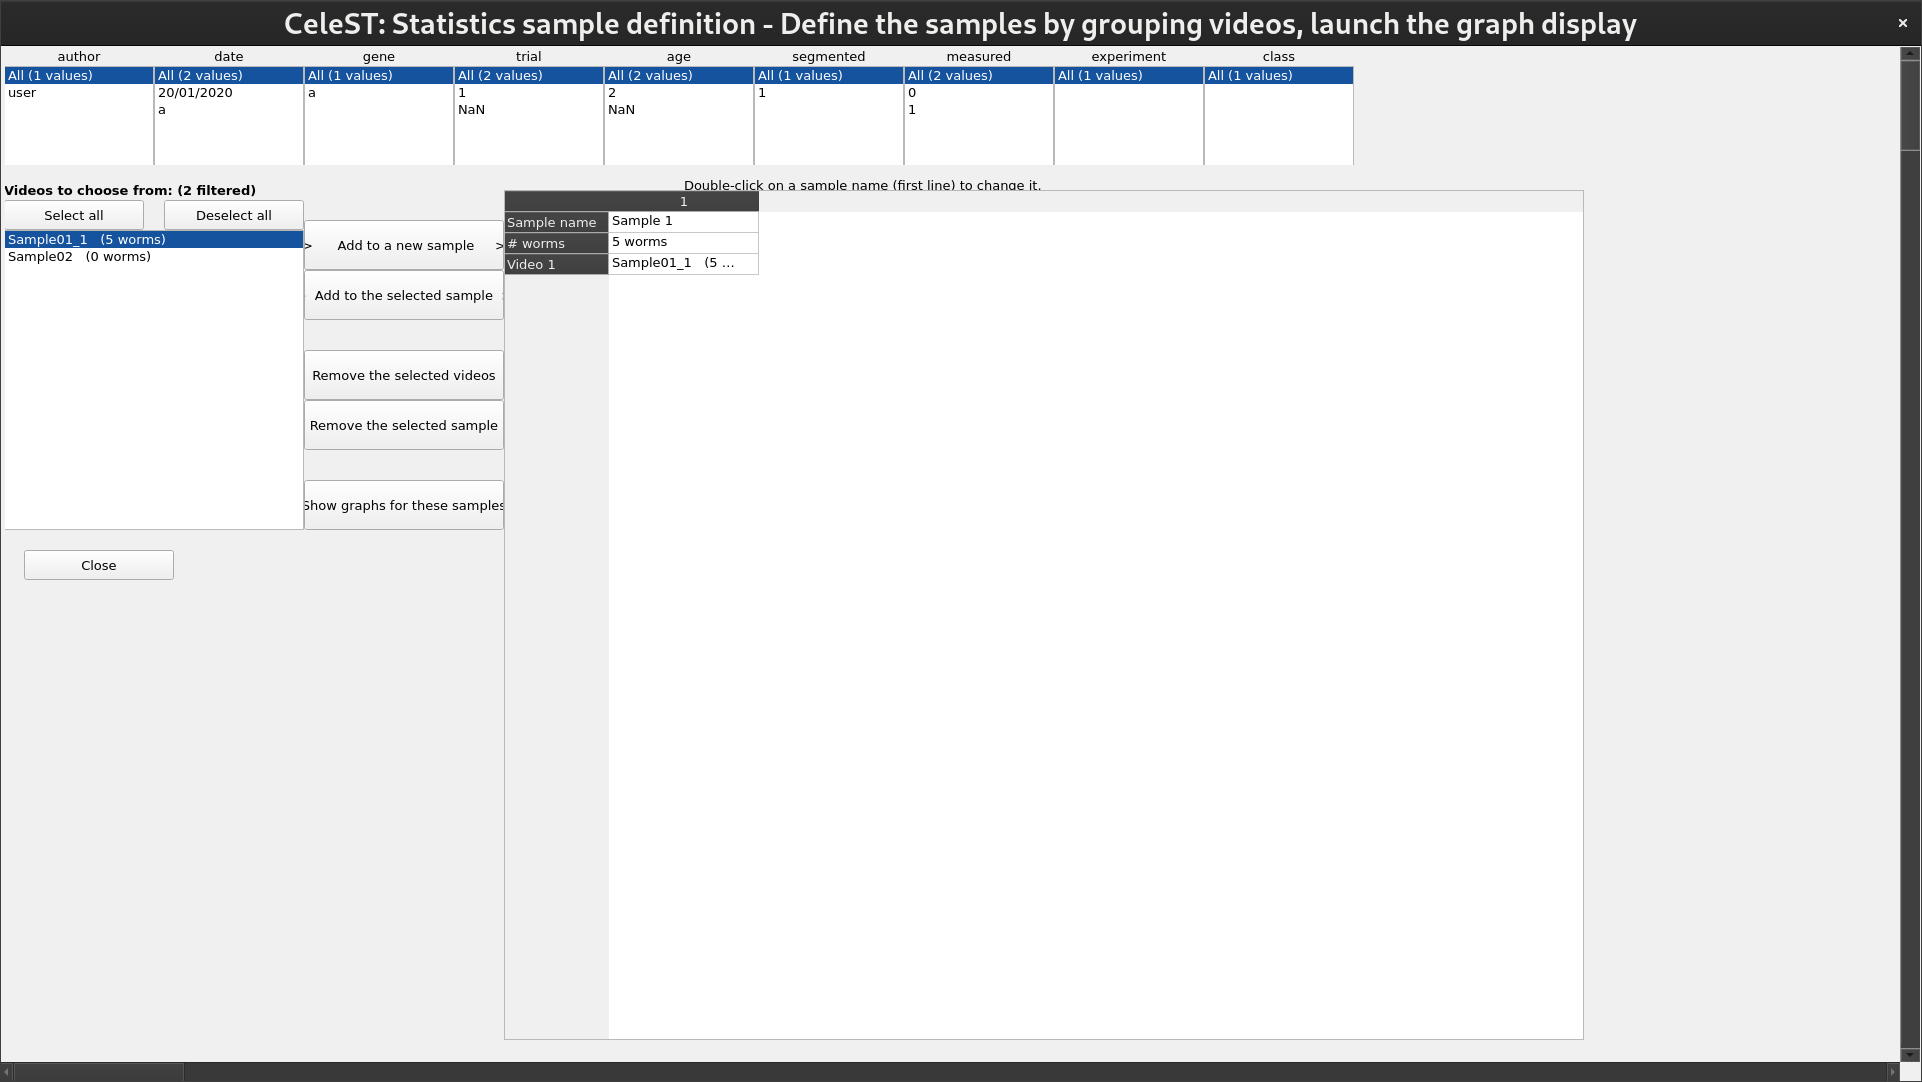 CeleST: Statistics sample definition - Define the samples by grouping videos, launch the graph display
×
author date gene trial age segmented measured experiment class
All (1 values) All (2 values) All (1 values) All (2 values) All (2 values) All (1 values) All (2 values) All (1 values) All (1 values)
user 20/01/2020 a 1 2 1 0
a NaN NaN 1
Videos to choose from: (2 filtered)
Double-click on a sample name (first line) to change it.
Select all Deselect all
Sample01_1 (5 worms)
Sample02 (0 worms)
> Add to a new sample >
Add to the selected sample
Remove the selected videos
Remove the selected sample
Show graphs for these samples
Close
1
Sample name Sample 1
# worms 5 worms
Video 1 Sample01_1 (5 ...